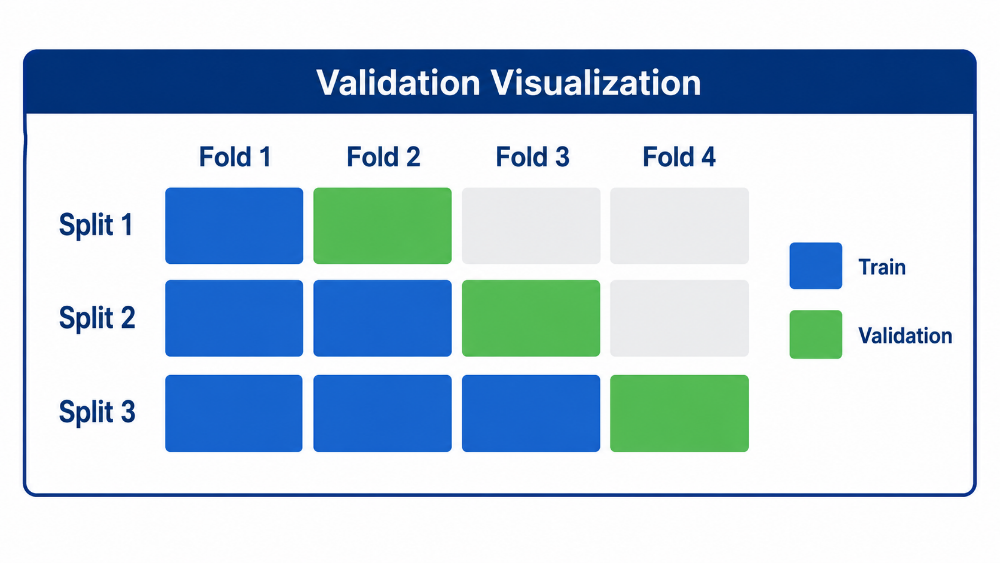 Validation Visualization
Fold 1 Fold 2 Fold 3 Fold 4
Split 1
Split 2
Split 3
Train
Validation